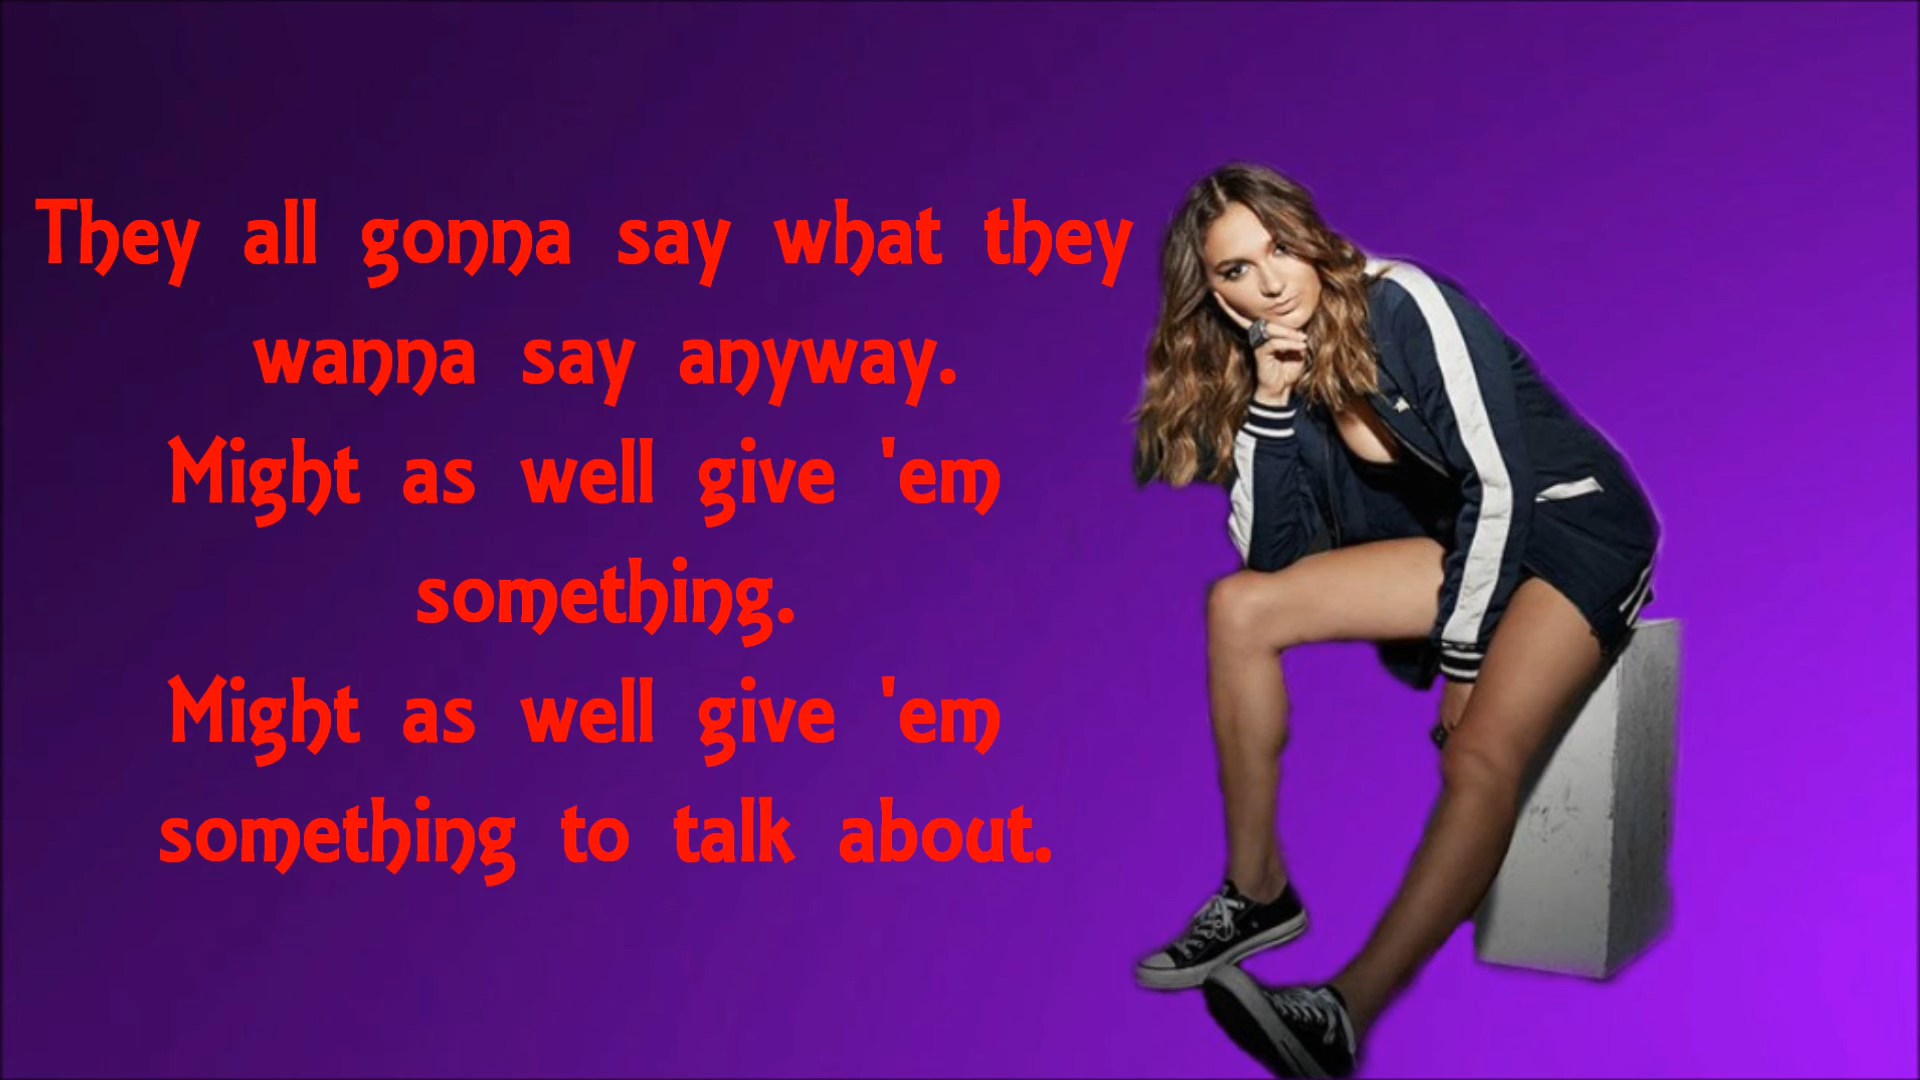 They all gonna say what they
wanna say anyway.
Might as well give 'em
something.
Might as well give 'em
something to talk about.